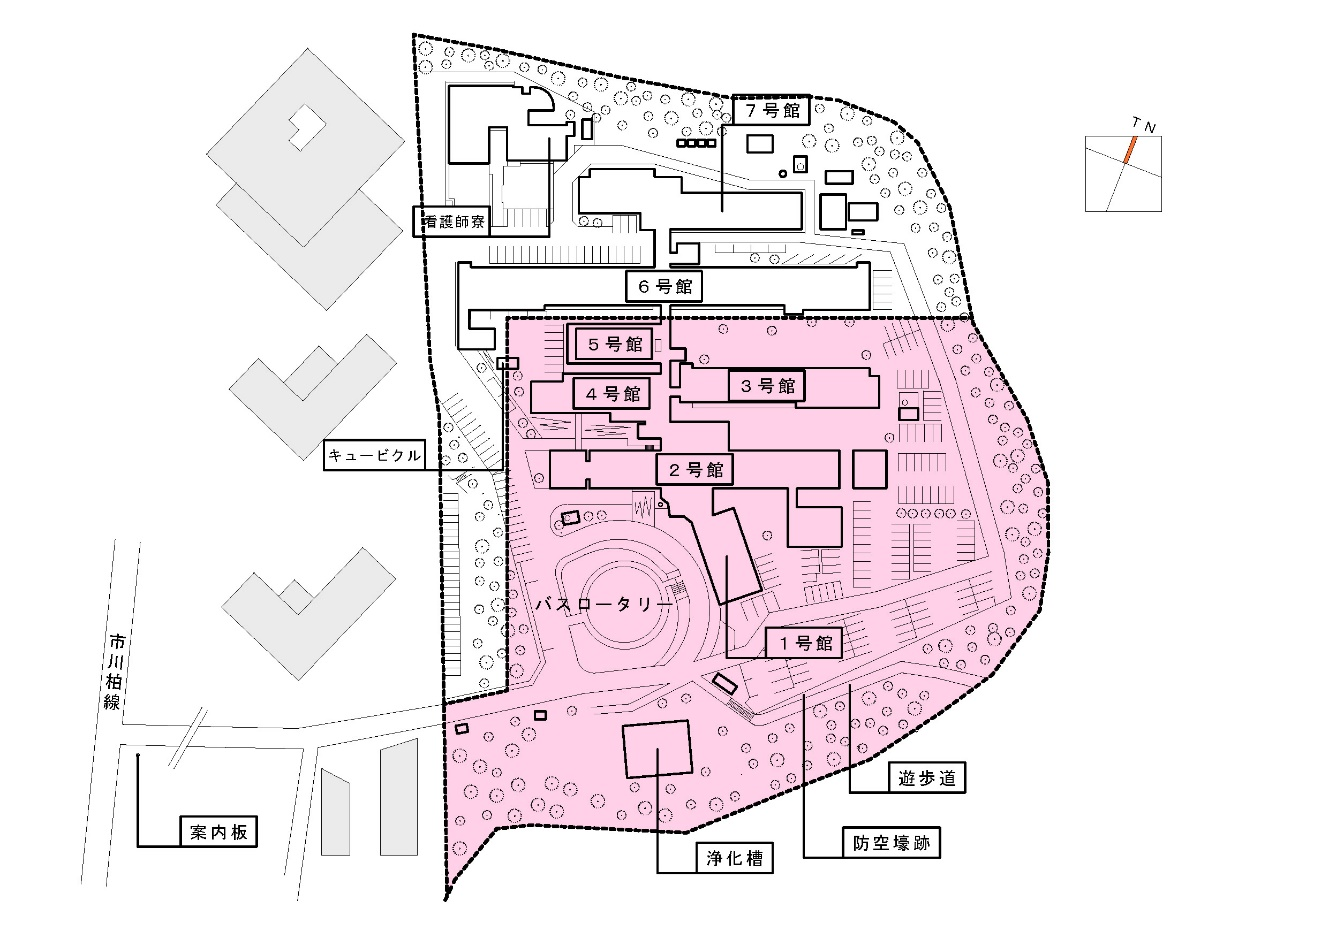 7号館
TN
看護師寮
6号館
5号館
4号館
3号館
キュービクル
2号館
バスロータリー
1号館
市川柏線
遊歩道
案内板
防空壕跡
浄化槽